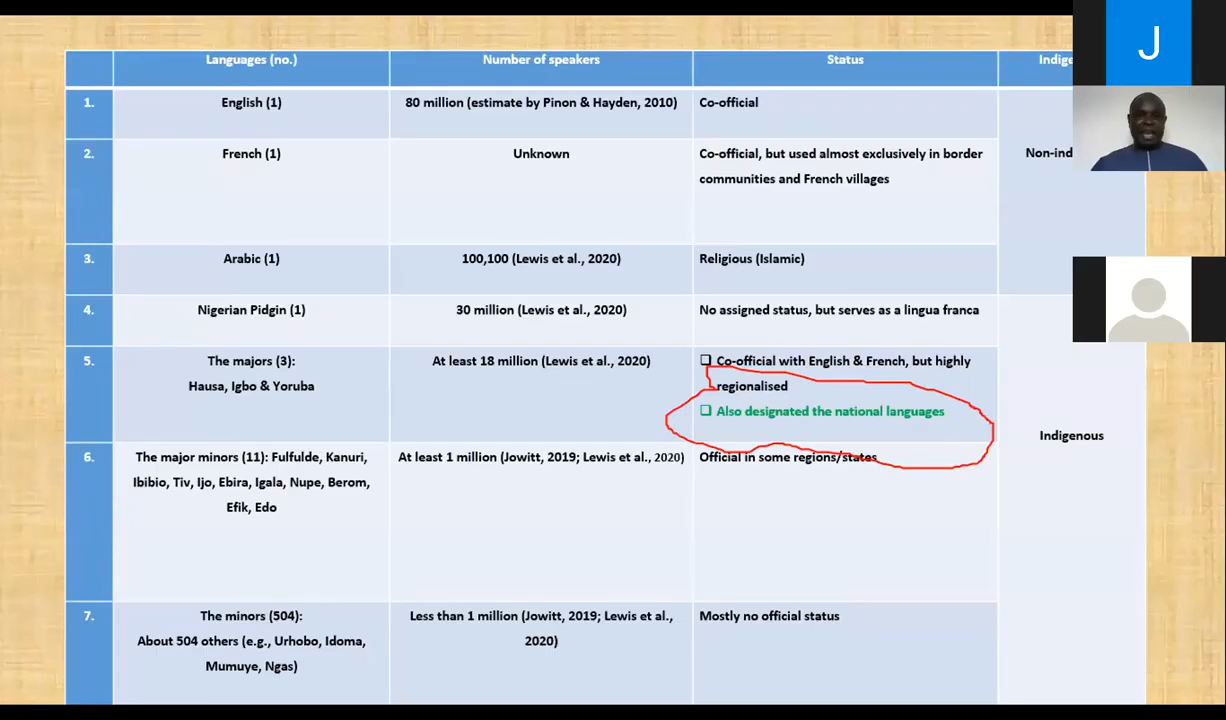 J
Languages (no.) Number of speakers Status Indige
1. English (1) 80 million (estimate by Pinon & Hayden, 2010) Co-official
2. French (1) Unknown Co-official, but used almost exclusively in border Non-ind
communities and French villages
3. Arabic (1) 100,100 (Lewis et al., 2020) Religious (Islamic)
4. Nigerian Pidgin (1) 30 million (Lewis et al., 2020) No assigned status, but serves as a lingua franca
5. The majors (3): At least 18 million (Lewis et al., 2020) Co-official with English & French, but highly
Hausa, Igbo & Yoruba regionalised
Also designated the national languages
Indigenous
6. The major minors (11): Fulfulde, Kanuri, At least 1 million (Jowitt, 2019; Lewis et al., 2020) Official in some regions/states
Ibibio, Tiv, Ijo, Ebira, Igala, Nupe, Berom,
Efik, Edo
7. The minors (504): Less than 1 million (Jowitt, 2019; Lewis et al., Mostly no official status
About 504 others (e.g., Urhobo, Idoma, 2020)
Mumuye, Ngas)